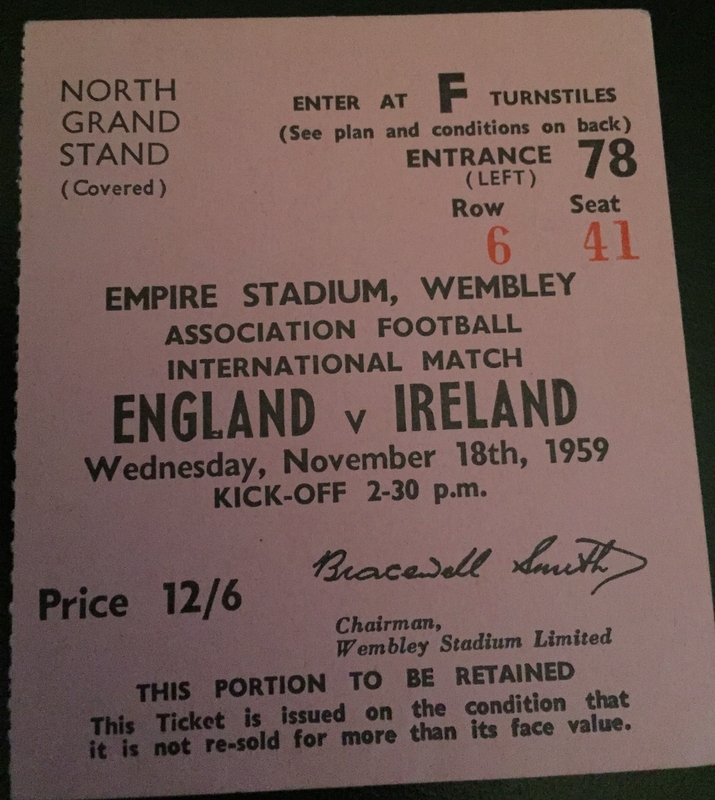 NORTH
GRAND
STAND
(Covered)
ENTER AT F TURNSTILES
(See plan and conditions on back)
ENTRANCE 78
(LEFT)
Row Seat
6 41
EMPIRE STADIUM, WEMBLEY
ASSOCIATION FOOTBALL
INTERNATIONAL MATCH
ENGLAND v IRELAND
Wednesday, November 18th, 1959
KICK-OFF 2-30 p.m.
Bracewell Smith
Price 12/6
Chairman,
Wembley Stadium Limited
THIS PORTION TO BE RETAINED
This Ticket is issued on the condition that
it is not re-sold for more than its face value.